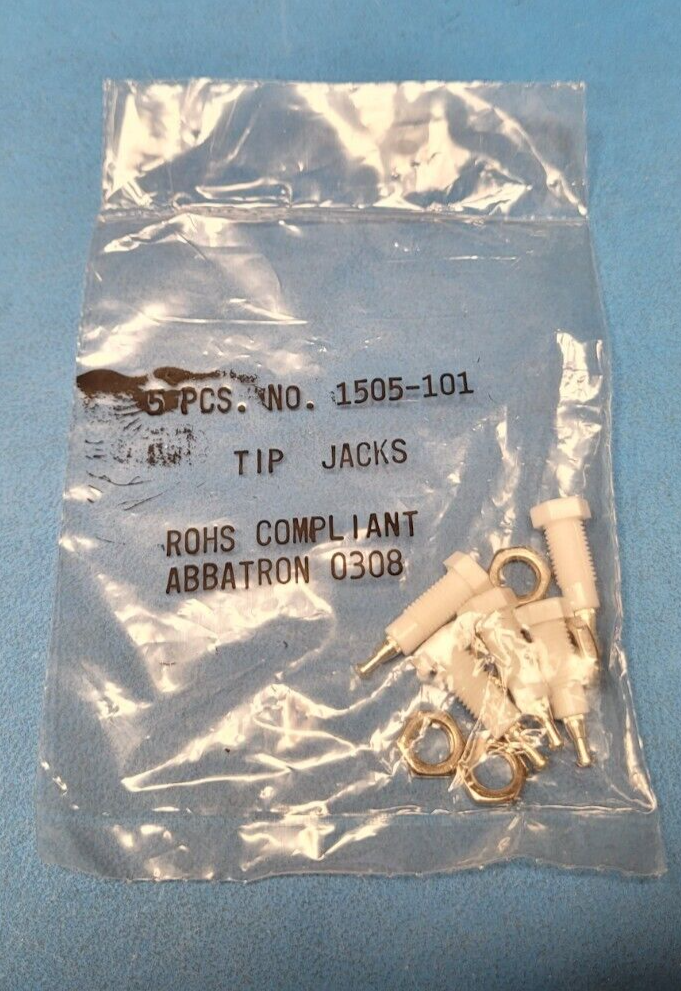 5 PCS. NO. 1505-101
TIP JACKS
ROHS COMPLIANT
ABBATRON 0308